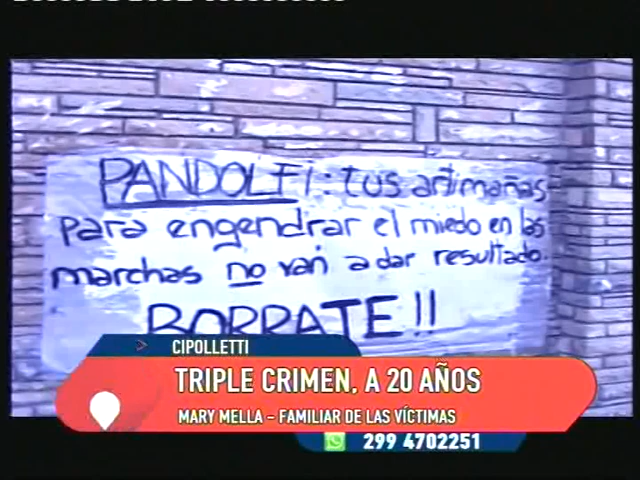 PANDOLFi: tus artimañas
para engendrar el miedo en las
marchas no van a dar resultado.
BORRATE!!
> CIPOLLETTI
TRIPLE CRIMEN, A 20 AÑOS
MARY MELLA - FAMILIAR DE LAS VÍCTIMAS
299 4702251